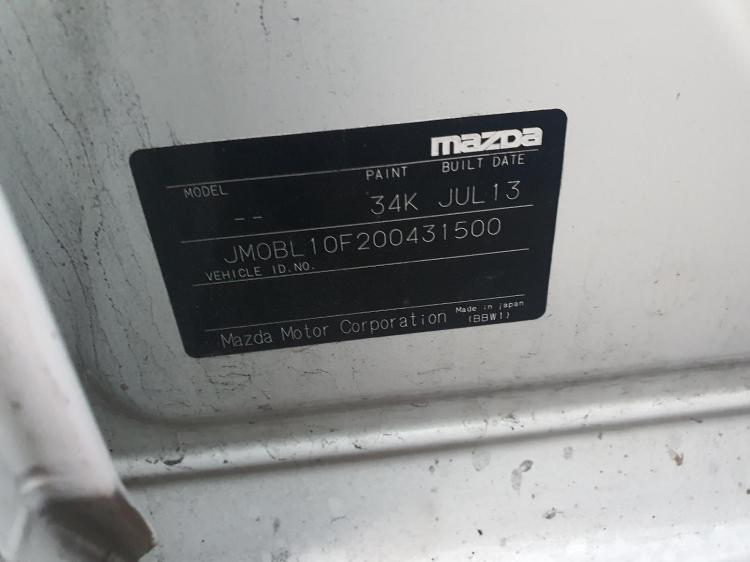 mazda
MODEL PAINT BUILT DATE
-- 34K JUL13
JM0BL10F200431500
VEHICLE ID.NO.
Mazda Motor Corporation Made in japan
(BBW1)